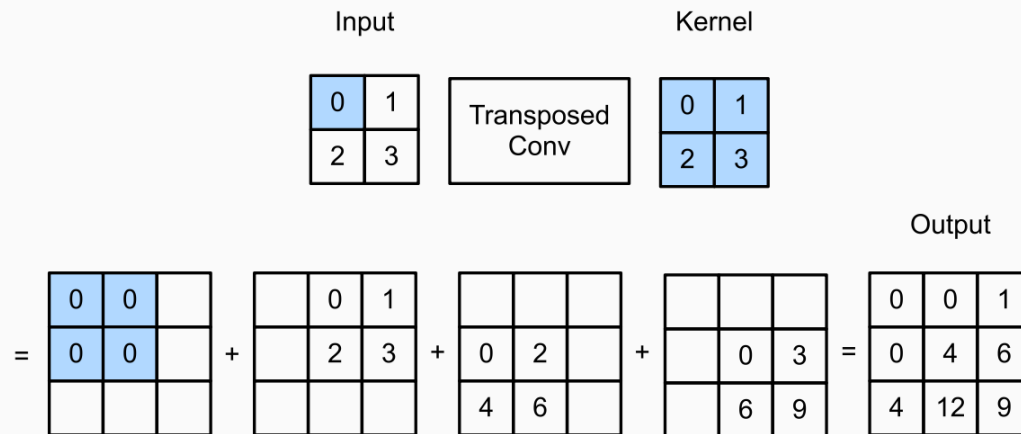 Input Kernel
0 1 Transposed Conv 0 1
2 3 2 3
Output
0 0 0 1 0 0 1
= 0 0 + 2 3 + 0 2 + 0 3 = 0 4 6
4 6 6 9 4 12 9